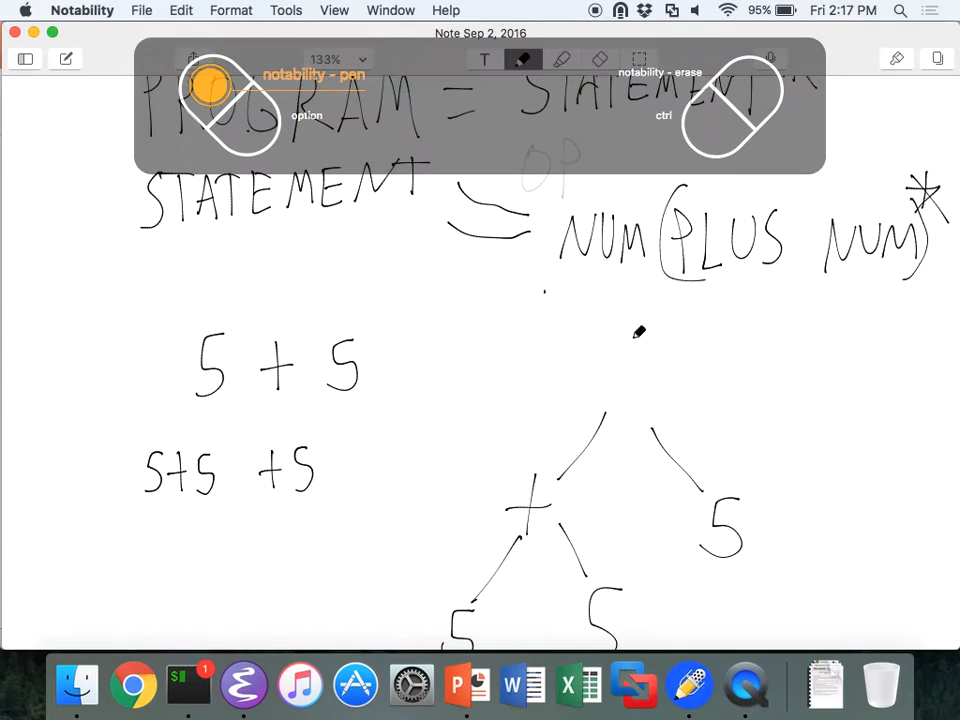 Notability File Edit Format Tools View Window Help 95% Fri 2:17 PM
Note Sep 2, 2016
133% T
notability - pen
option
notability - erase
ctrl
PROGRAM = STATEMENT*
OP
STATEMENT
NUM (PLUS NUM)*
5 + 5
5+5 +5
+ 5
5 5
1
$
P W X